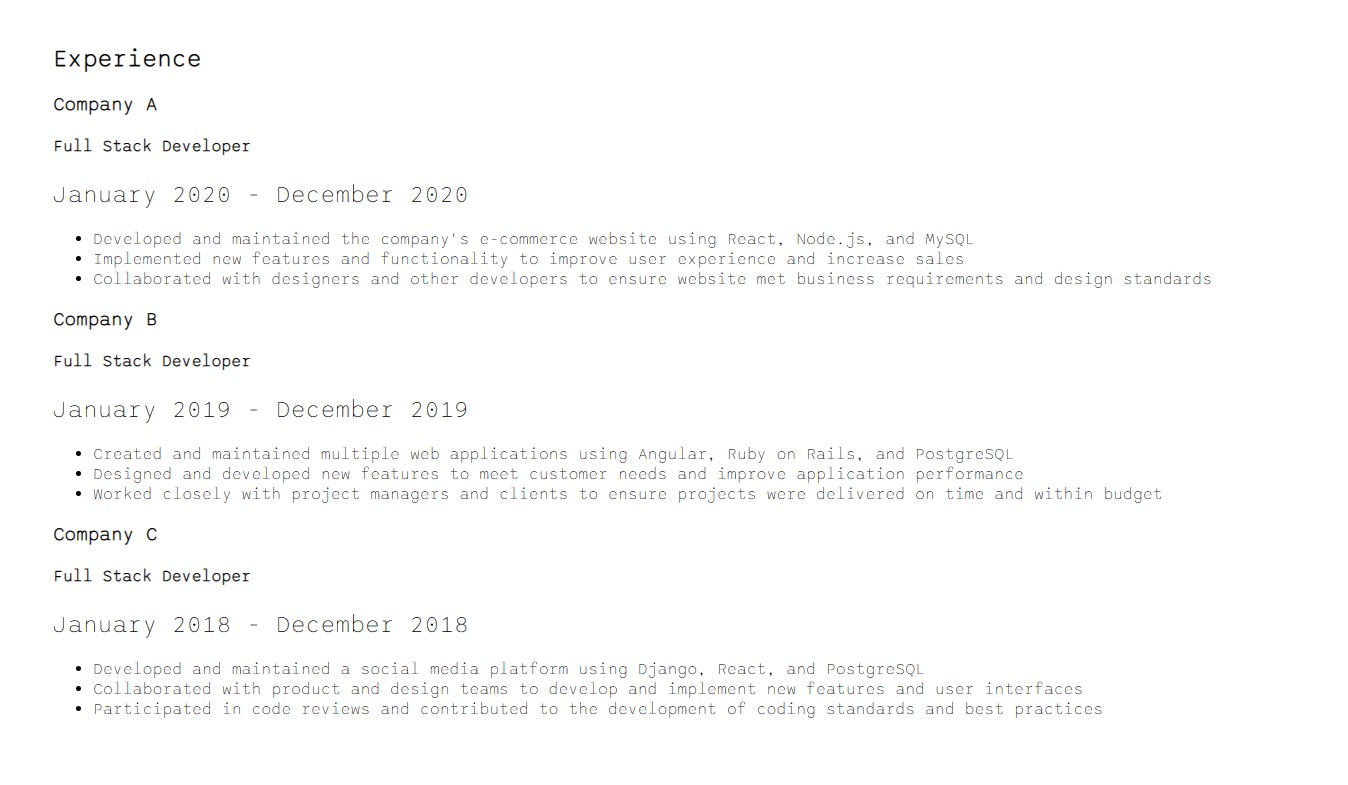 Experience
Company A
Full Stack Developer
January 2020 - December 2020
• Developed and maintained the company's e-commerce website using React, Node.js, and MySQL
• Implemented new features and functionality to improve user experience and increase sales
• Collaborated with designers and other developers to ensure website met business requirements and design standards
Company B
Full Stack Developer
January 2019 - December 2019
• Created and maintained multiple web applications using Angular, Ruby on Rails, and PostgreSQL
• Designed and developed new features to meet customer needs and improve application performance
• Worked closely with project managers and clients to ensure projects were delivered on time and within budget
Company C
Full Stack Developer
January 2018 - December 2018
• Developed and maintained a social media platform using Django, React, and PostgreSQL
• Collaborated with product and design teams to develop and implement new features and user interfaces
• Participated in code reviews and contributed to the development of coding standards and best practices